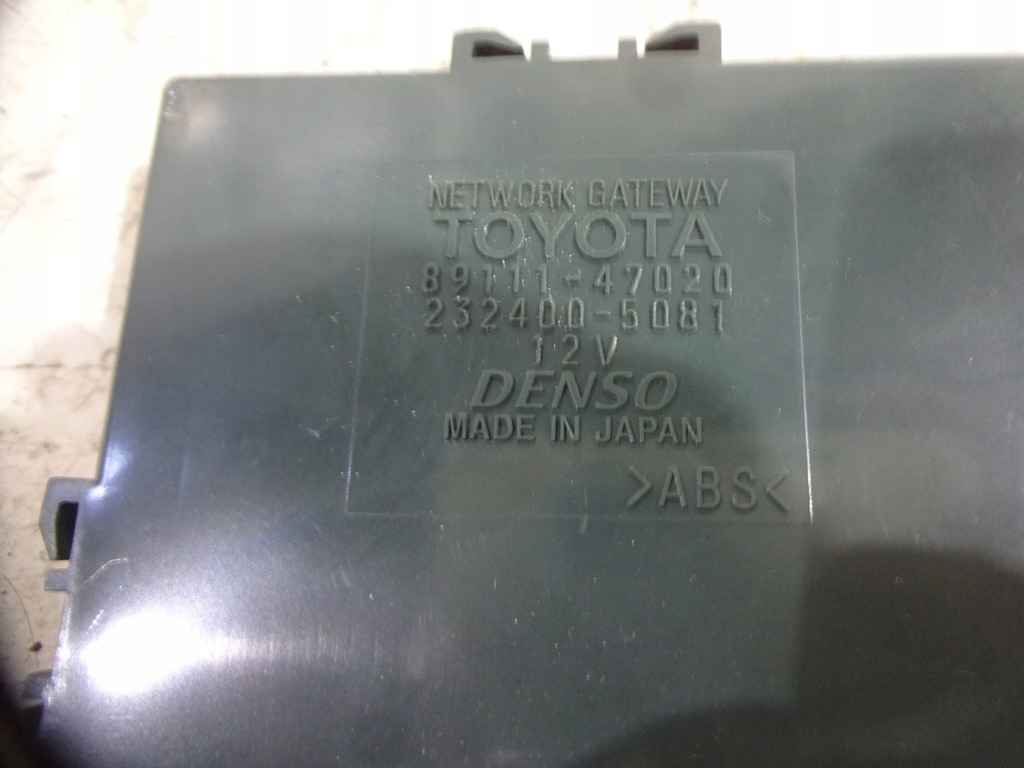 NETWORK GATEWAY
TOYOTA
89111-47020
232400-5081
12V
DENSO
MADE IN JAPAN
>ABS<